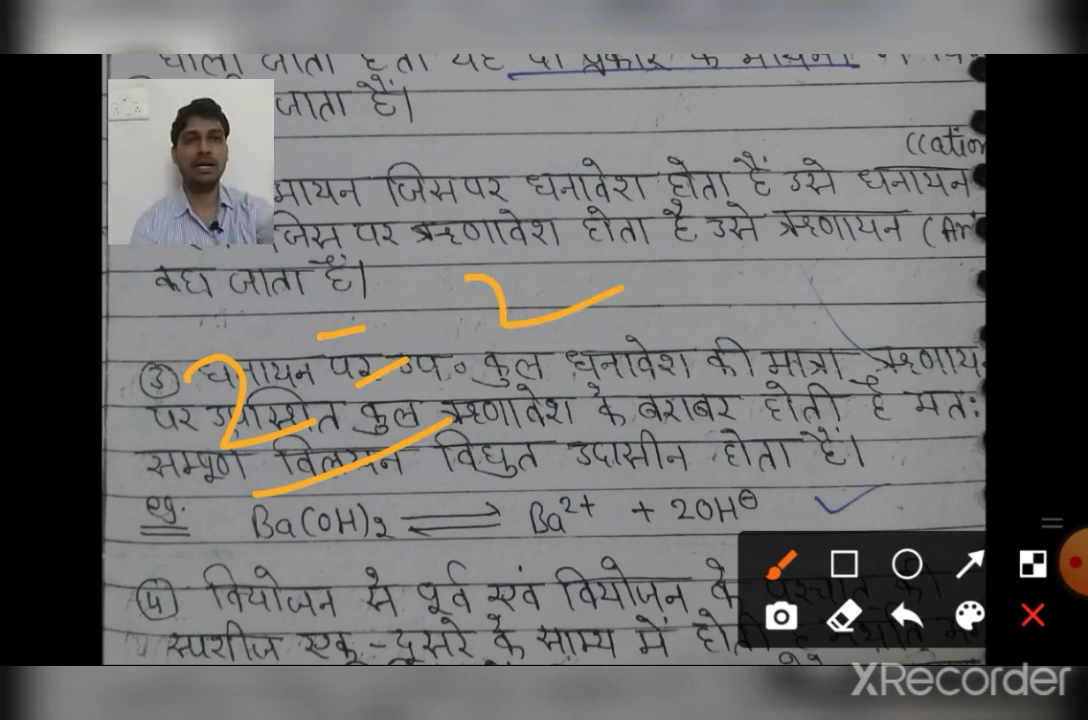 जाता हैं।
(Cation
मायन जिसपर धनावेश होता हैं उसे धनायन
जिस पर ऋणावेश होता है उसे ऋणायन (An
कहा जाता हैं।
③ धनायन पर उप० कुल धनावेश की मात्रा ऋणाय
पर उपस्थित कुल ऋणावेश के बराबर होती है अतः
सम्पूर्ण विलयन विधुत उदासीन होता हैं।
eg. Ba(OH)₂ ⇌ Ba²⁺ + 2OH⊖
④ वियोजन से पूर्व एवं वियोजन के पश्चात की
स्पीशीज एक-दूसरे के साम्य में होती है
XRecorder